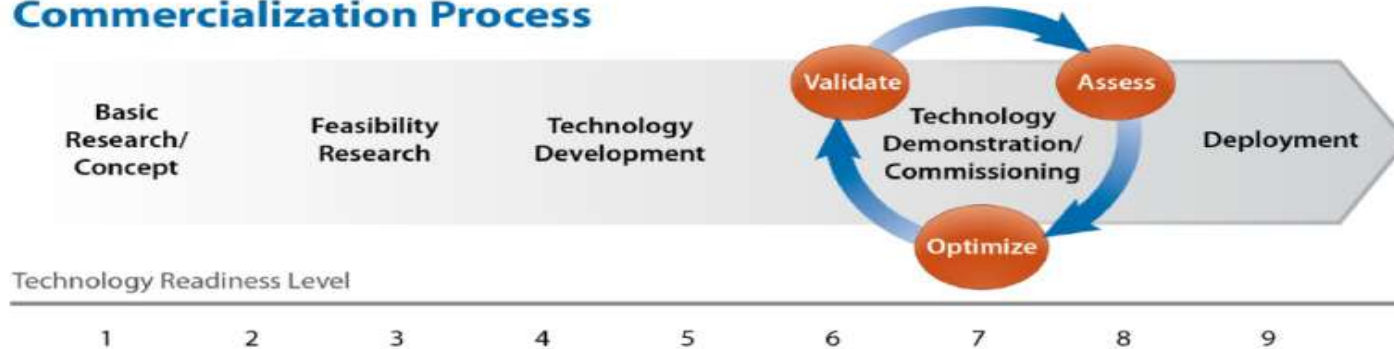 Commercialization Process
Basic
Research/
Concept
Feasibility
Research
Technology
Development
Validate
Assess
Technology
Demonstration/
Commissioning
Optimize
Deployment
Technology Readiness Level
1 2 3 4 5 6 7 8 9